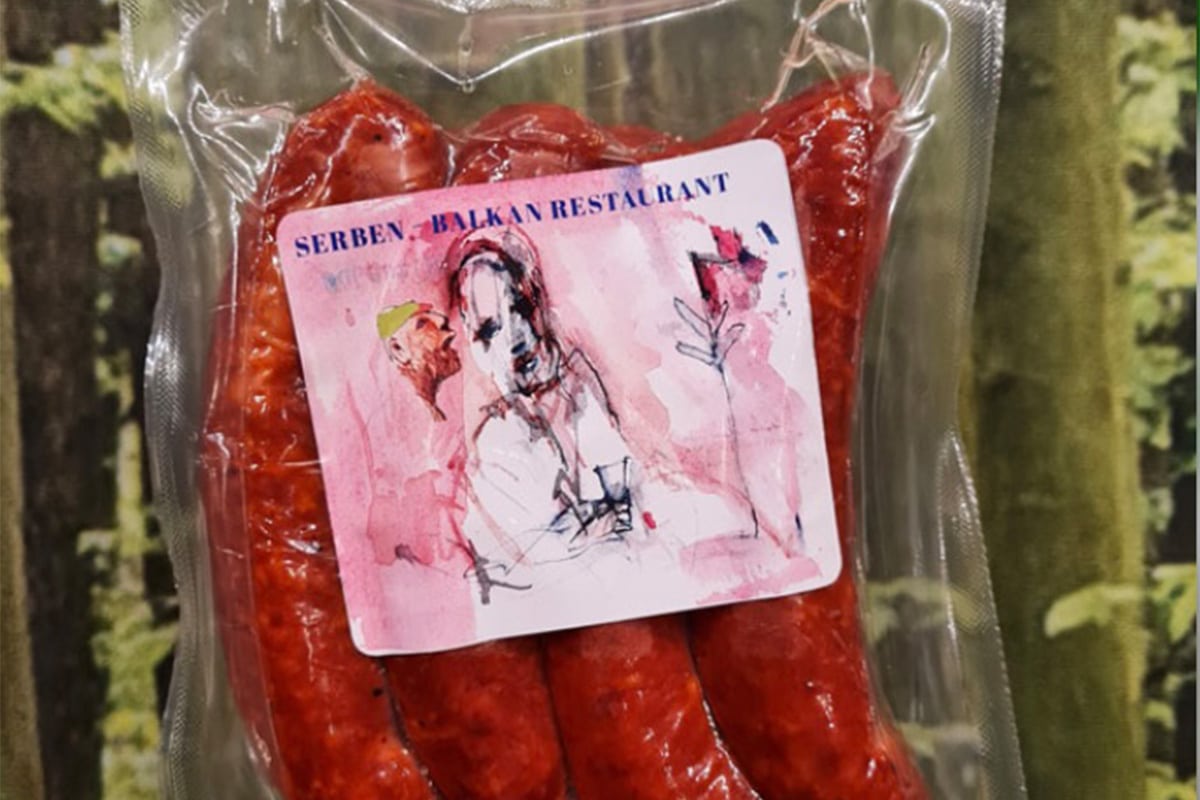 SERBEN - BALKAN RESTAURANT